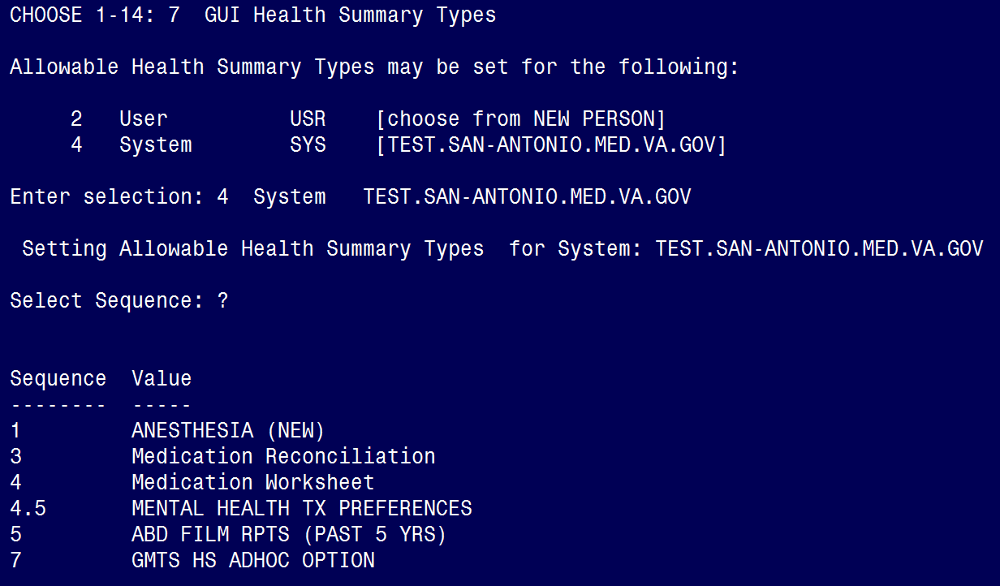 CHOOSE 1-14: 7  GUI Health Summary Types
Allowable Health Summary Types may be set for the following:
     2   User          USR    [choose from NEW PERSON]
     4   System        SYS    [TEST.SAN-ANTONIO.MED.VA.GOV]
Enter selection: 4  System   TEST.SAN-ANTONIO.MED.VA.GOV
 Setting Allowable Health Summary Types  for System: TEST.SAN-ANTONIO.MED.VA.GOV
Select Sequence: ?
Sequence  Value
--------  -----
1         ANESTHESIA (NEW)
3         Medication Reconciliation
4         Medication Worksheet
4.5       MENTAL HEALTH TX PREFERENCES
5         ABD FILM RPTS (PAST 5 YRS)
7         GMTS HS ADHOC OPTION